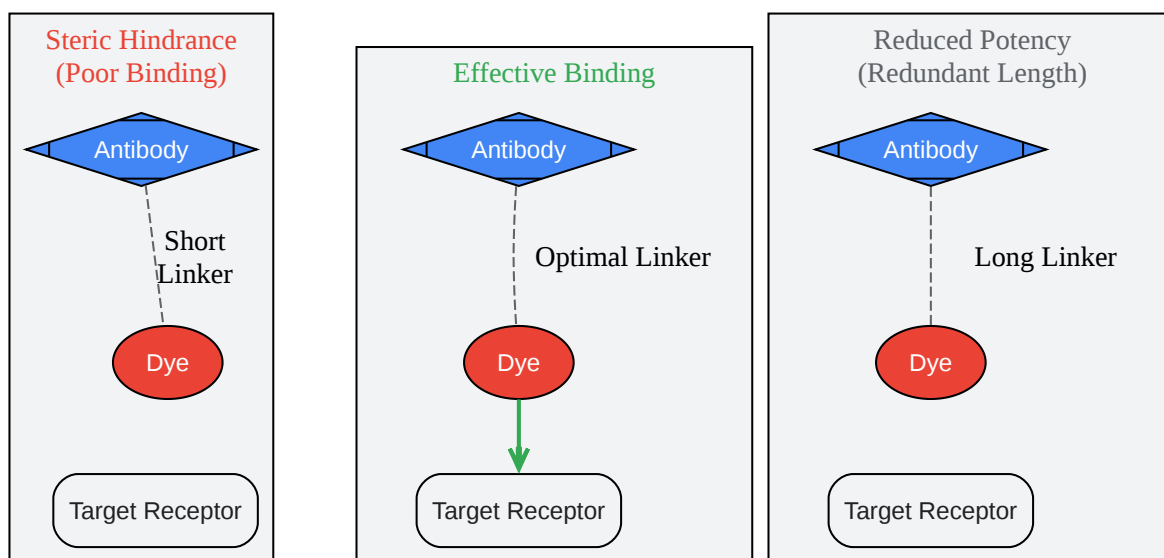 Steric Hindrance
(Poor Binding)
Antibody
Short
Linker
Dye
Target Receptor
Effective Binding
Antibody
Optimal Linker
Dye
Target Receptor
Reduced Potency
(Redundant Length)
Antibody
Long Linker
Dye
Target Receptor